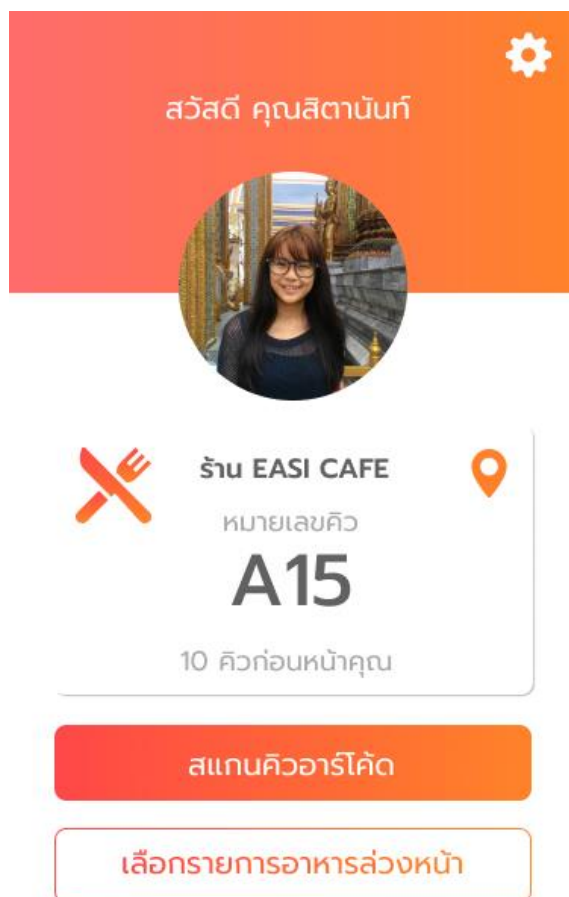 สวัสดี คุณสิตานันท์
ร้าน EASI CAFE
หมายเลขคิว
A15
10 คิวก่อนหน้าคุณ
สแกนคิวอาร์โค้ด
เลือกรายการอาหารล่วงหน้า